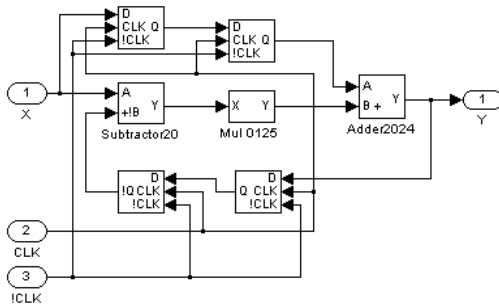 D
CLK Q
!CLK
D
CLK Q
!CLK
1
X
A
Y
+!B
Subtractor20
X Y
Mul 0125
A
Y
B +
Adder2024
1
Y
D
!Q CLK
!CLK
D
Q CLK
!CLK
2
CLK
3
!CLK